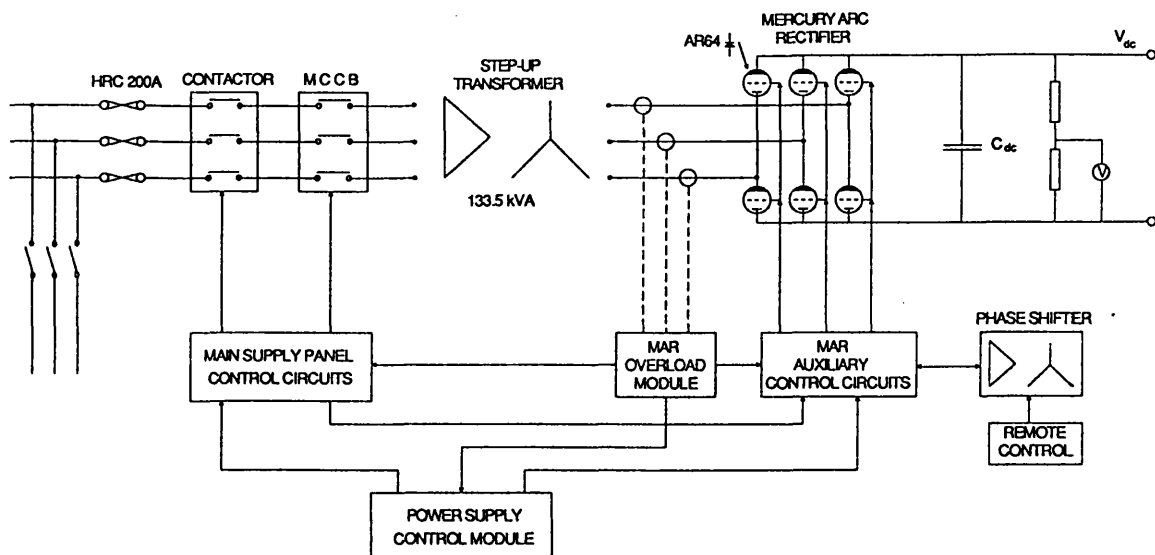 MERCURY ARC
RECTIFIER
AR64
V dc
HRC 200A
CONTACTOR
M C C B
STEP-UP
TRANSFORMER
C dc
V
133.5 kVA
PHASE SHIFTER
MAIN SUPPLY PANEL
CONTROL CIRCUITS
MAR
OVERLOAD
MODULE
MAR
AUXILIARY
CONTROL CIRCUITS
REMOTE
CONTROL
POWER SUPPLY
CONTROL MODULE